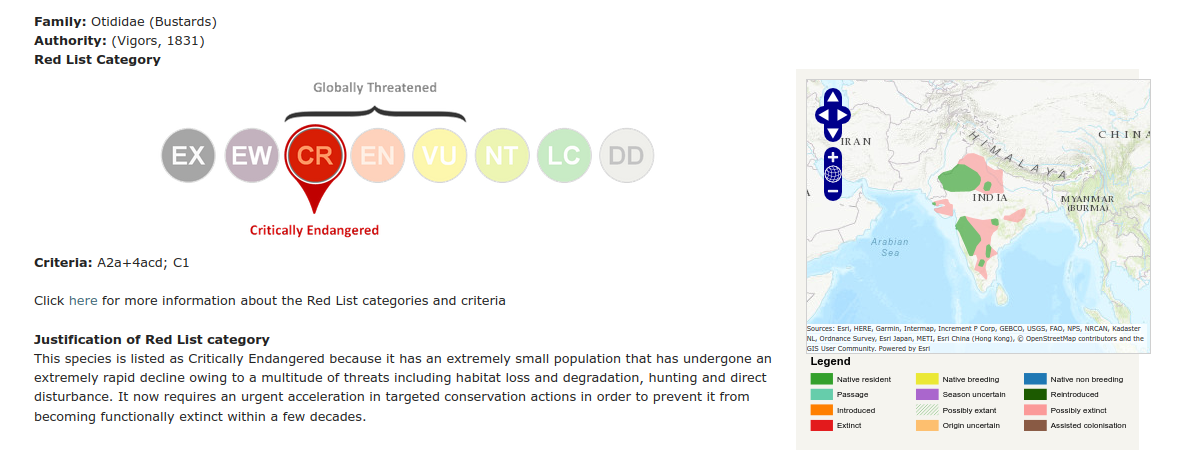 Family: Otididae (Bustards)
Authority: (Vigors, 1831)
Red List Category
Globally Threatened
EX EW CR EN VU NT LC DD
Critically Endangered
Criteria: A2a+4acd; C1
Click here for more information about the Red List categories and criteria
Justification of Red List category
This species is listed as Critically Endangered because it has an extremely small population that has undergone an
extremely rapid decline owing to a multitude of threats including habitat loss and degradation, hunting and direct
disturbance. It now requires an urgent acceleration in targeted conservation actions in order to prevent it from
becoming functionally extinct within a few decades.
IRAN
CHINA
HIMALAYA
INDIA
MYANMAR
(BURMA)
Arabian
Sea
Sources: Esri, HERE, Garmin, Intermap, Increment P Corp, GEBCO, USGS, FAO, NPS, NRCAN, Kadaster
NL, Ordnance Survey, Esri Japan, METI, Esri China (Hong Kong), © OpenStreetMap contributors and the
GIS User Community. Powered by Esri
Legend
Native resident Native breeding Native non breeding
Passage Season uncertain Reintroduced
Introduced Possibly extant Possibly extinct
Extinct Origin uncertain Assisted colonisation